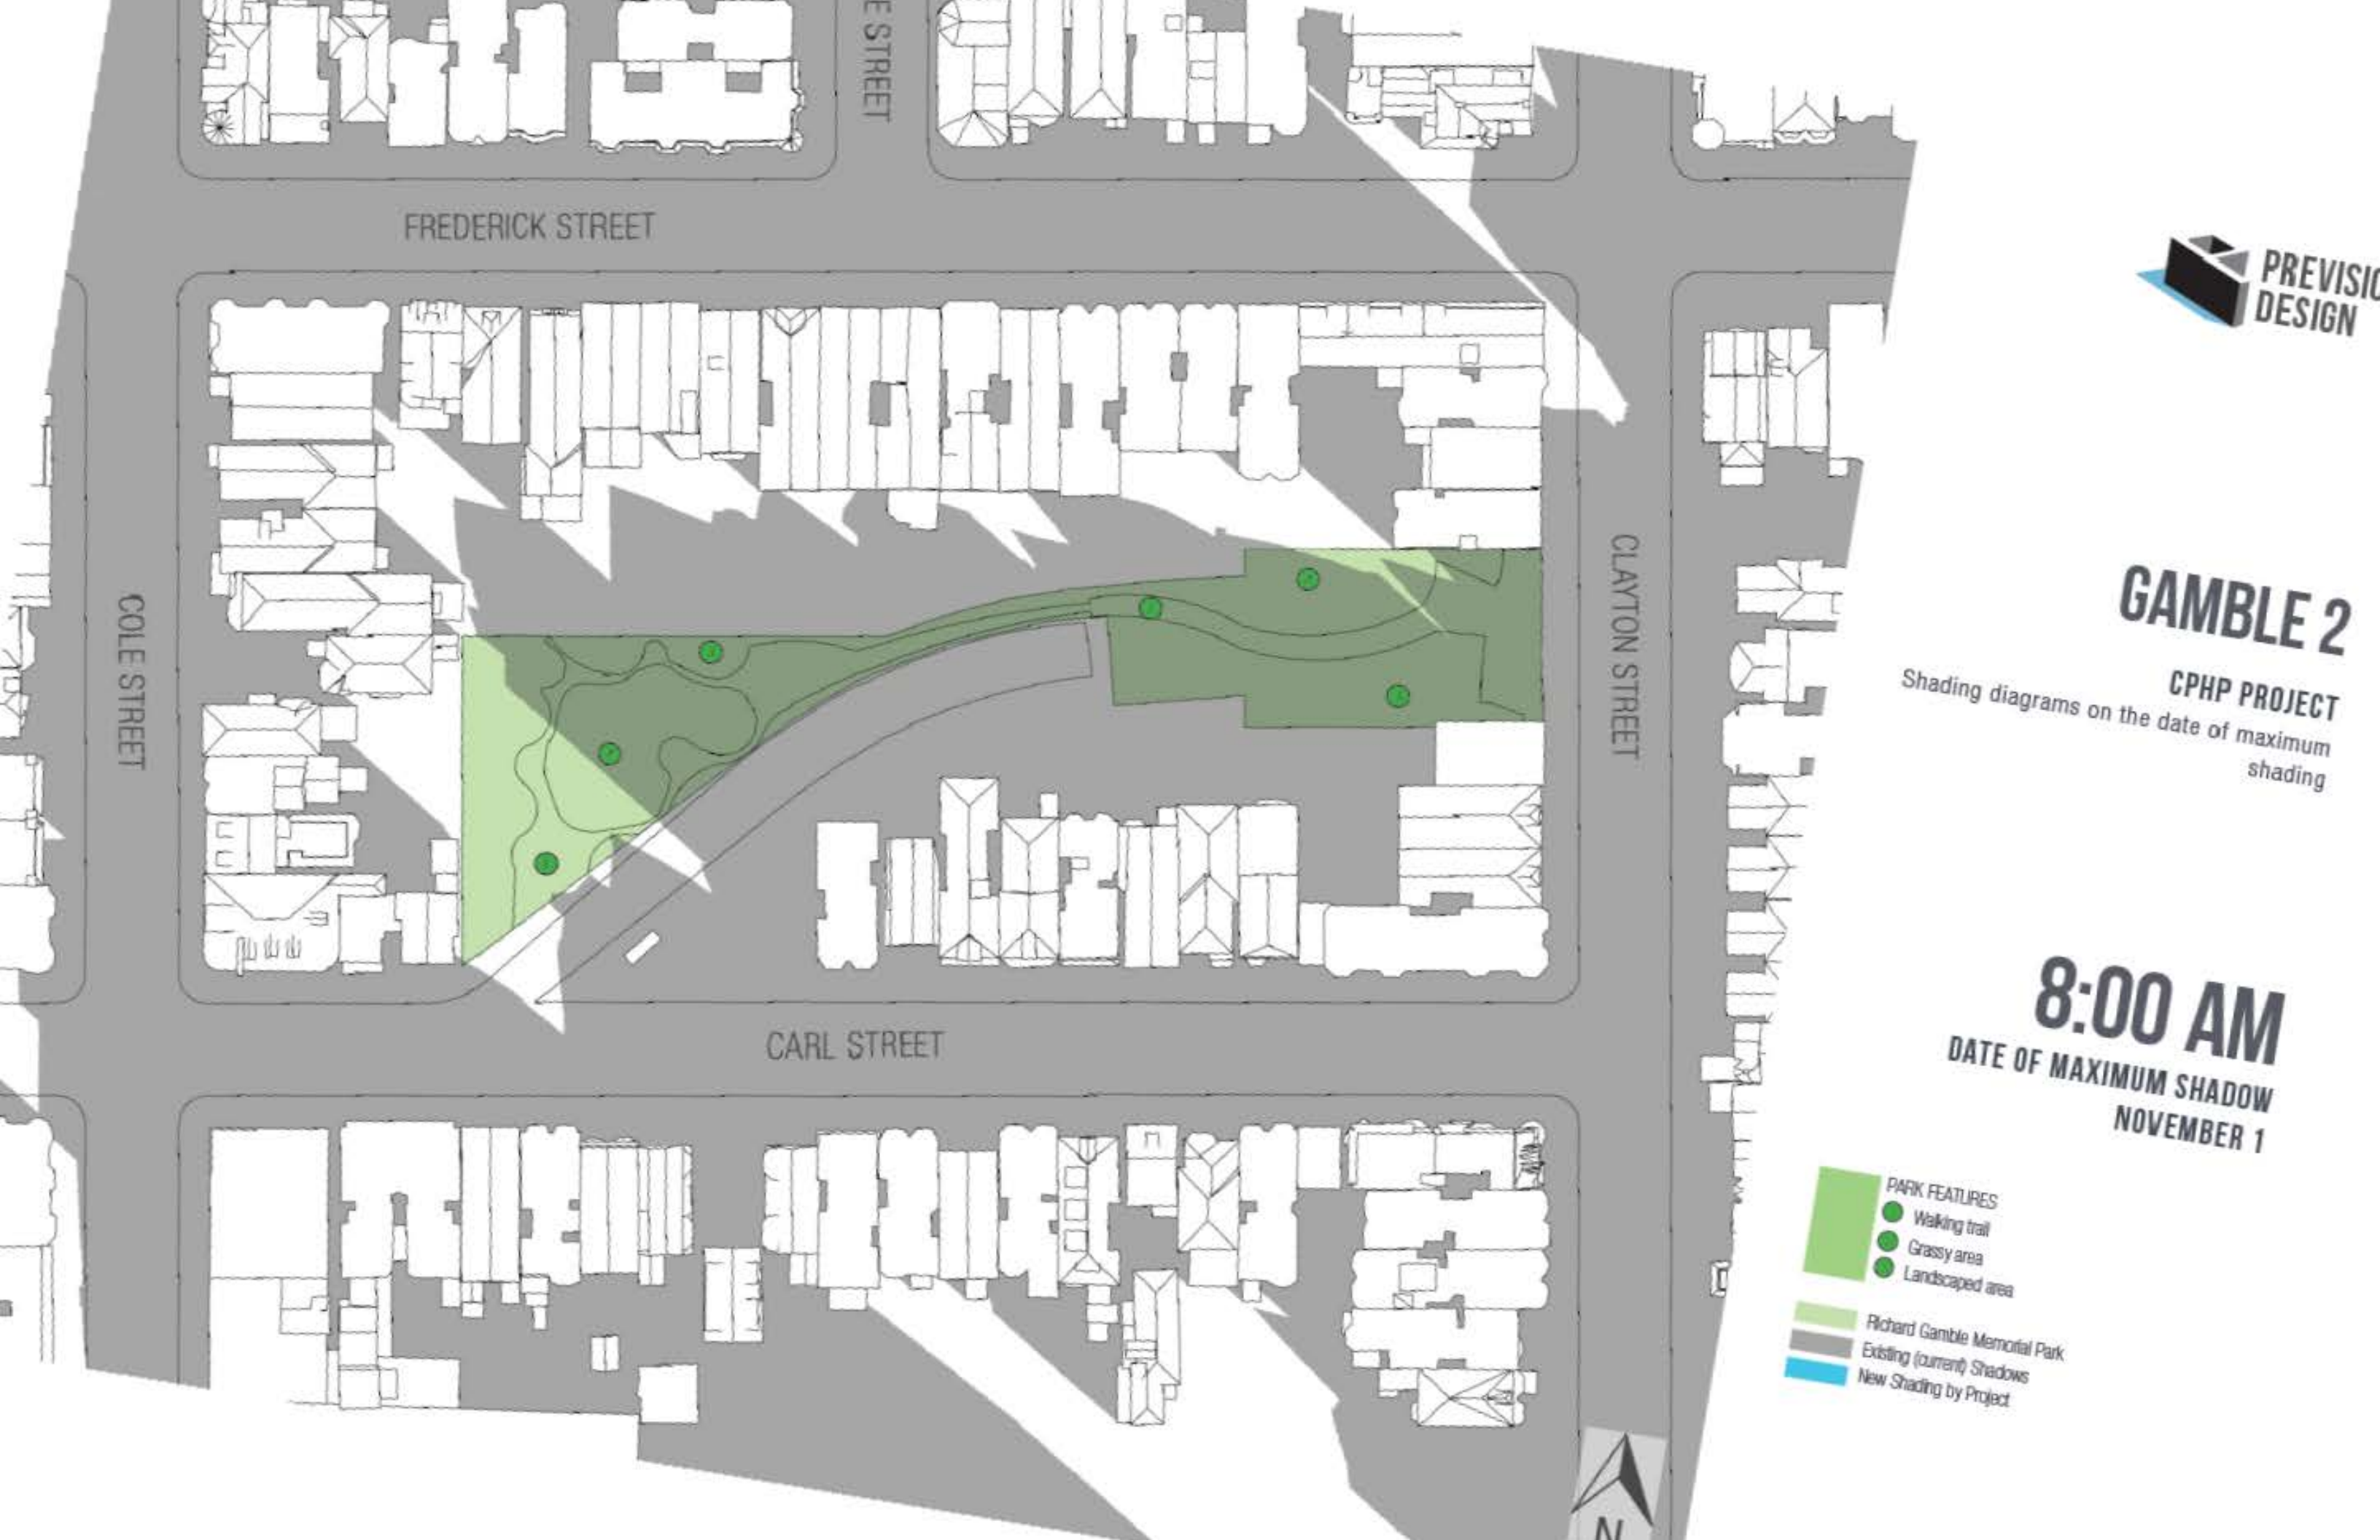 E STREET
FREDERICK STREET
COLE STREET
CLAYTON STREET
CARL STREET
PREVISIO
DESIGN
GAMBLE 2
CPHP PROJECT
Shading diagrams on the date of maximum
shading
8:00 AM
DATE OF MAXIMUM SHADOW
NOVEMBER 1
PARK FEATURES
Walking trail
Grassy area
Landscaped area
Richard Gamble Memorial Park
Existing (current) Shadows
New Shading by Project
N